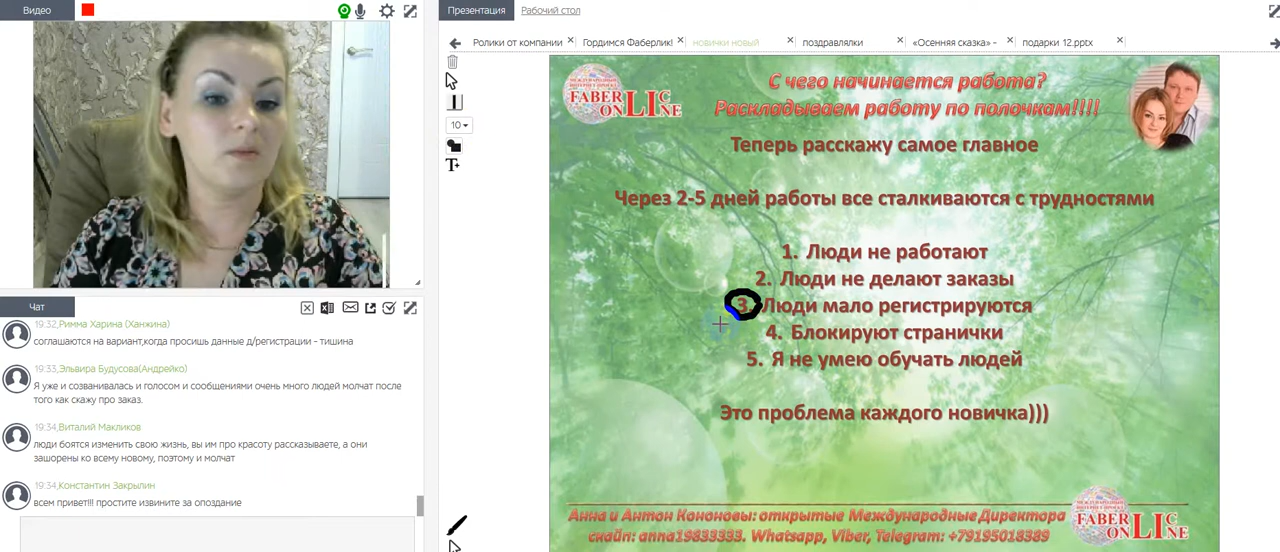 Видео
Чат
19:32,Римма Харина (Ханжина)
соглашаются на вариант,когда просишь данные д/регистрации – тишина
19:33,Эльвира Будусова(Андрейко)
Я уже и созванивалась и голосом и сообщениями очень много людей молчат после
того как скажу про заказ.
19:34,Виталий Макликов
люди боятся изменить свою жизнь, вы им про красоту рассказываете, а они
зашорены ко всему новому, поэтому и молчат
19:34,Константин Закрылин
всем привет!!! простите извините за опоздание
Презентация
Рабочий стол
Ролики от компании
Гордимся Фаберлик!
новинки новый
поздравлялки
«Осенняя сказка» -
подарки 12.pptx
10
T+
FABERLIC
ONLINE
С чего начинается работа?
Раскладываем работу по полочкам!!!!
Теперь расскажу самое главное
Через 2-5 дней работы все сталкиваются с трудностями
1. Люди не работают
2. Люди не делают заказы
3. Люди мало регистрируются
4. Блокируют странички
5. Я не умею обучать людей
Это проблема каждого новичка)))
Анна и Антон Кононовы: открытые Международные Директора
скайп: anna19833333. Whatsapp, Viber, Telegram: +79195018389
FABERLIC
ONLINE